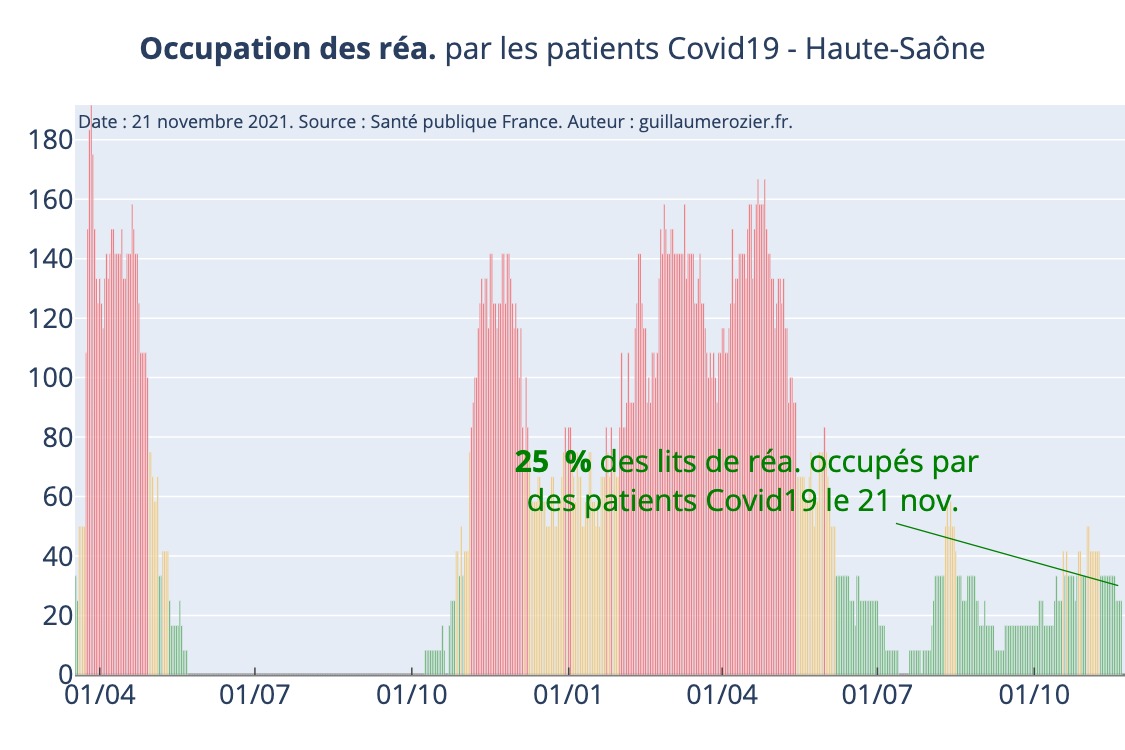 Occupation des réa. par les patients Covid19 - Haute-Saône
Date : 21 novembre 2021. Source : Santé publique France. Auteur : guillaumerozier.fr.
180
160
140
120
100
80
25 % des lits de réa. occupés par
des patients Covid19 le 21 nov.
60
40
20
0
01/04 01/07 01/10 01/01 01/04 01/07 01/10